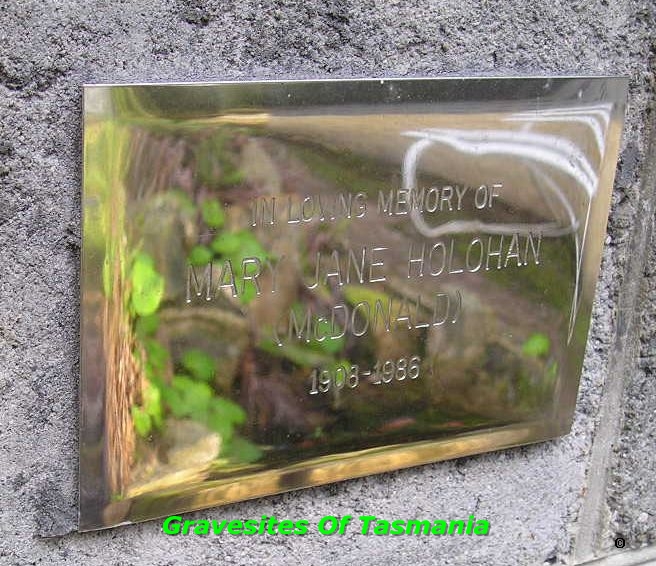 IN LOVING MEMORY OF
MARY JANE HOLOHAN
(McDONALD)
1908-1986
Gravesites Of Tasmania
©